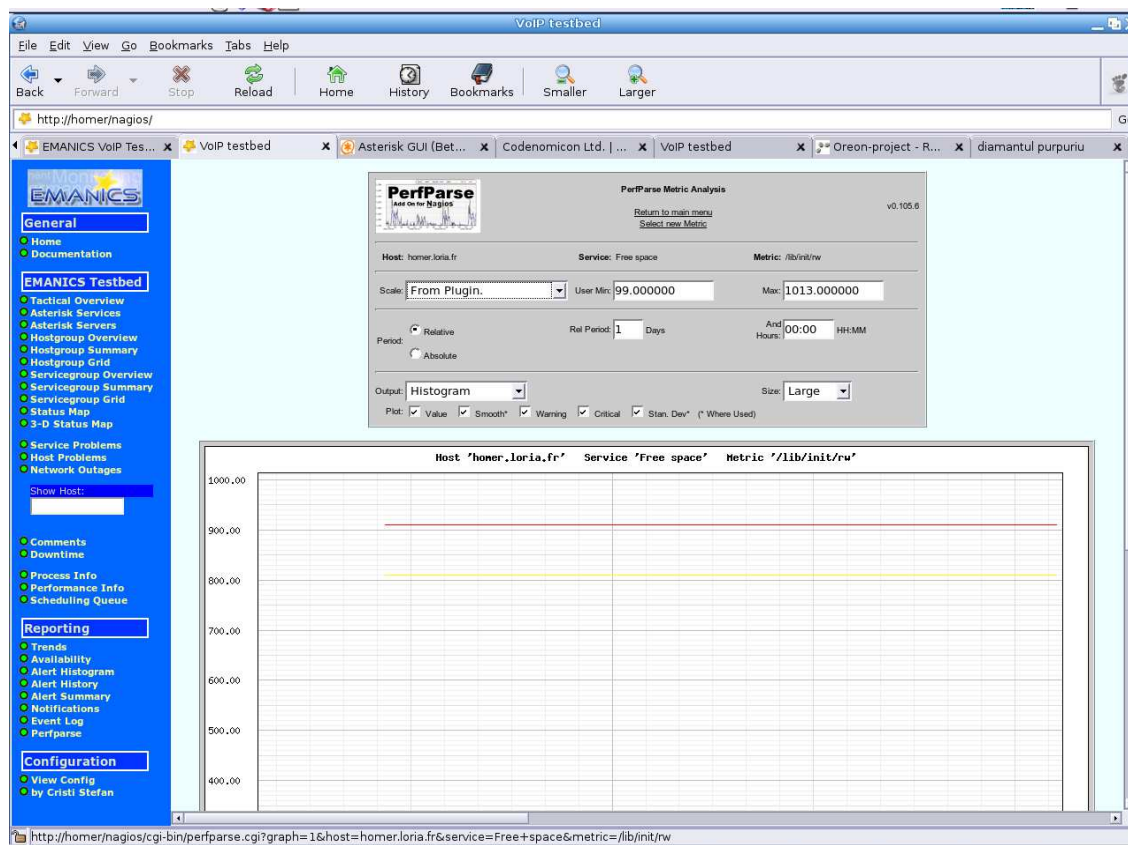 VoIP testbed
File Edit View Go Bookmarks Tabs Help
Back Forward Stop Reload Home History Bookmarks Smaller Larger
http://homer/nagios/
EMANICS VoIP Tes... VoIP testbed Asterisk GUI (Bet... Codenomicon Ltd. | ... VoIP testbed Oreon-project - R... diamantul purpuriu
EMANICS
General
Home
Documentation
EMANICS Testbed
Tactical Overview
Asterisk Services
Asterisk Servers
Hostgroup Overview
Hostgroup Summary
Hostgroup Grid
Servicegroup Overview
Servicegroup Summary
Servicegroup Grid
Status Map
3-D Status Map
Service Problems
Host Problems
Network Outages
Show Host:
Comments
Downtime
Process Info
Performance Info
Scheduling Queue
Reporting
Trends
Availability
Alert Histogram
Alert History
Alert Summary
Notifications
Event Log
Perfparse
Configuration
View Config
by Cristi Stefan
PerfParse
Add On for Nagios
PerfParse Metric Analysis
v0.105.6
Return to main menu
Select new Metric
Host: homer.loria.fr Service: Free space Metric: /lib/init/rw
Scale: From Plugin. User Min: 99.000000 Max: 1013.000000
Period: Relative Rel Period: 1 Days And Hours: 00:00 HH:MM
Absolute
Output: Histogram Size: Large
Plot: Value Smooth* Warning Critical Stan. Dev* (* Where Used)
Host 'homer.loria.fr' Service 'Free space' Metric '/lib/init/rw'
1000.00
900.00
800.00
700.00
600.00
500.00
400.00
http://homer/nagios/cgi-bin/perfparse.cgi?graph=1&host=homer.loria.fr&service=Free+space&metric=/lib/init/rw